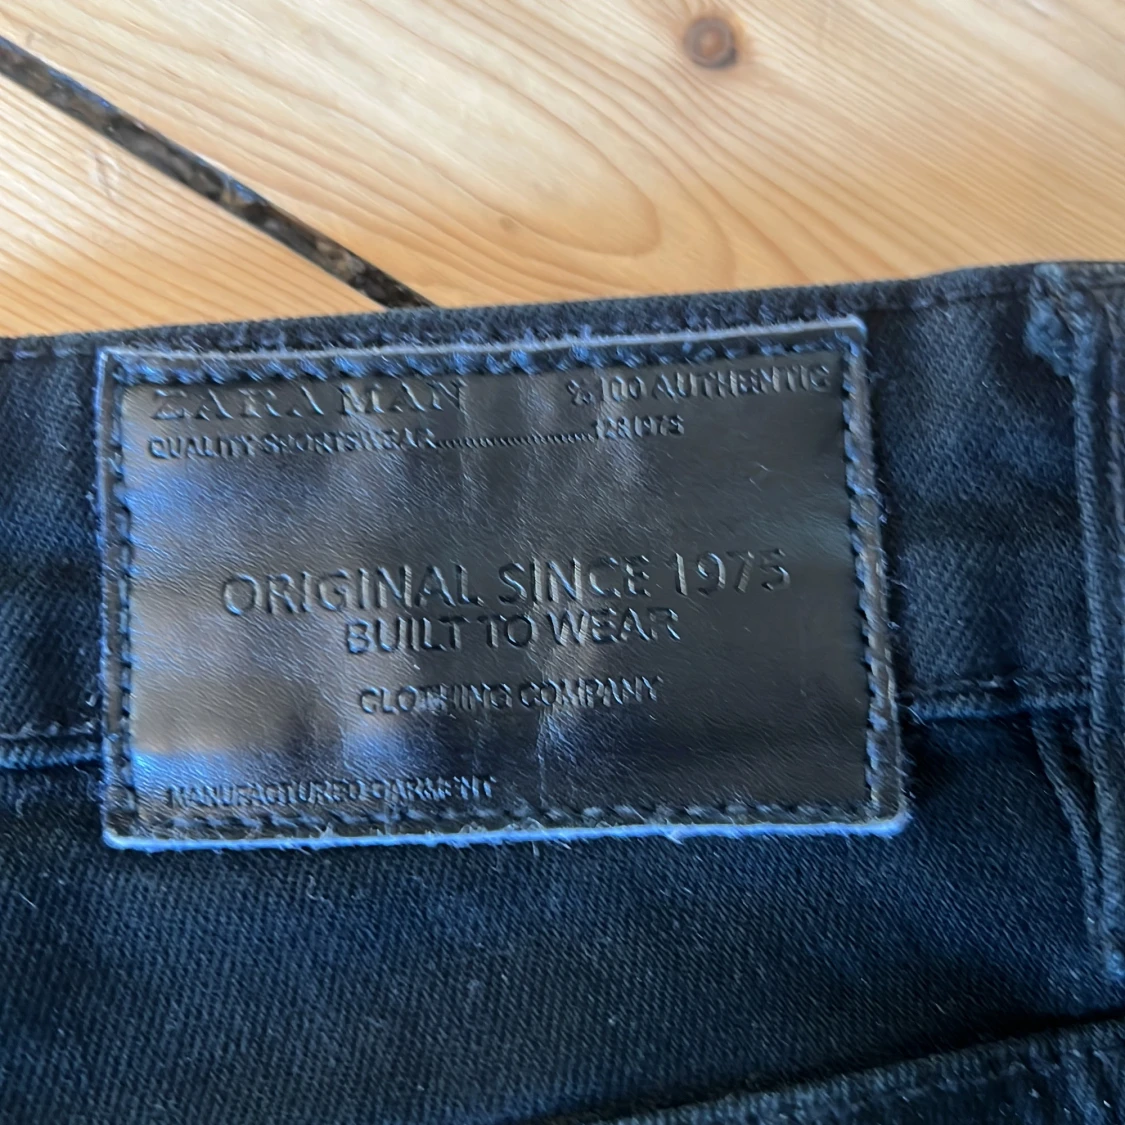 ZARA MAN % 100 AUTHENTIC
QUALITY SPORTSWEAR
ORIGINAL SINCE 1975
BUILT TO WEAR
CLOTHING COMPANY
MANUFACTURED GARMENT